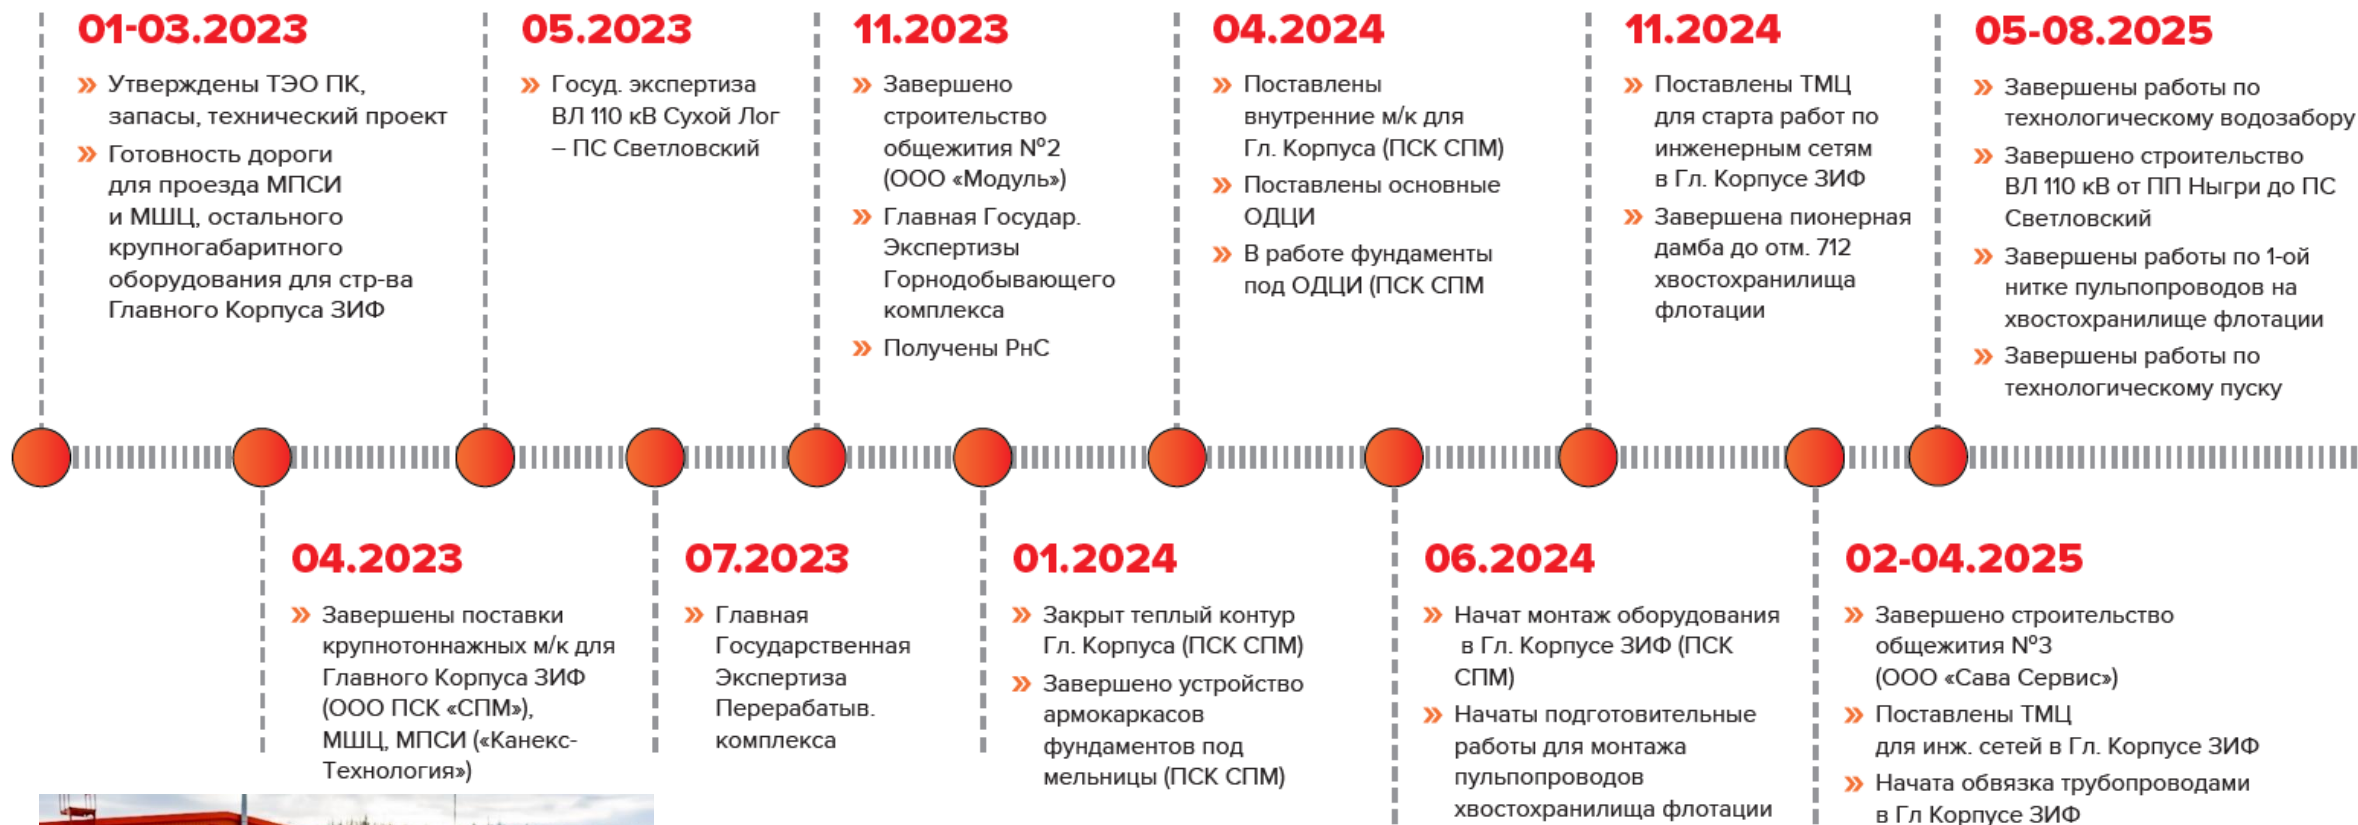 01-03.2023
Утверждены ТЭО ПК,
запасы, технический проект
Готовность дороги
для проезда МПСИ
и МШЦ, остального
крупногабаритного
оборудования для стр-ва
Главного Корпуса ЗИФ
05.2023
Госуд. экспертиза
ВЛ 110 кВ Сухой Лог
– ПС Светловский
11.2023
Завершено
строительство
общежития №2
(ООО «Модуль»)
Главная Государ.
Экспертизы
Горнодобывающего
комплекса
Получены РнС
04.2024
Поставлены
внутренние м/к для
Гл. Корпуса (ПСК СПМ)
Поставлены основные
ОДЦИ
В работе фундаменты
под ОДЦИ (ПСК СПМ
11.2024
Поставлены ТМЦ
для старта работ по
инженерным сетям
в Гл. Корпусе ЗИФ
Завершена пионерная
дамба до отм. 712
хвостохранилища
флотации
05-08.2025
Завершены работы по
технологическому водозабору
Завершено строительство
ВЛ 110 кВ от ПП Ныгри до ПС
Светловский
Завершены работы по 1-ой
нитке пульпопроводов на
хвостохранилище флотации
Завершены работы по
технологическому пуску
04.2023
Завершены поставки
крупнотоннажных м/к для
Главного Корпуса ЗИФ
(ООО ПСК «СПМ»),
МШЦ, МПСИ («Канекс-
Технология»)
07.2023
Главная
Государственная
Экспертиза
Перерабатыв.
комплекса
01.2024
Закрыт теплый контур
Гл. Корпуса (ПСК СПМ)
Завершено устройство
армокаркасов
фундаментов под
мельницы (ПСК СПМ)
06.2024
Начат монтаж оборудования
в Гл. Корпусе ЗИФ (ПСК
СПМ)
Начаты подготовительные
работы для монтажа
пульпопроводов
хвостохранилища флотации
02-04.2025
Завершено строительство
общежития №3
(ООО «Сава Сервис»)
Поставлены ТМЦ
для инж. сетей в Гл. Корпусе ЗИФ
Начата обвязка трубопроводами
в Гл Корпусе ЗИФ